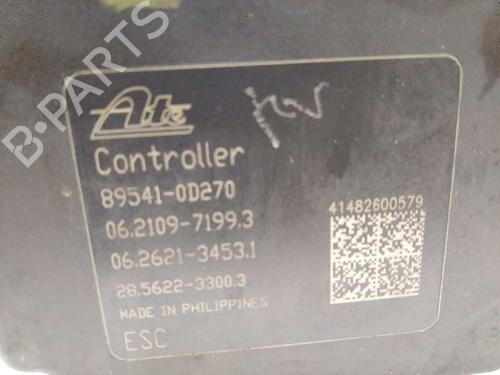 Ate
Controller
89541-0D270
06.2109-7199.3
41482600579
06.2621-3453.1
28.5622-3300.3
MADE IN PHILIPPINES
ESC
B-PARTS